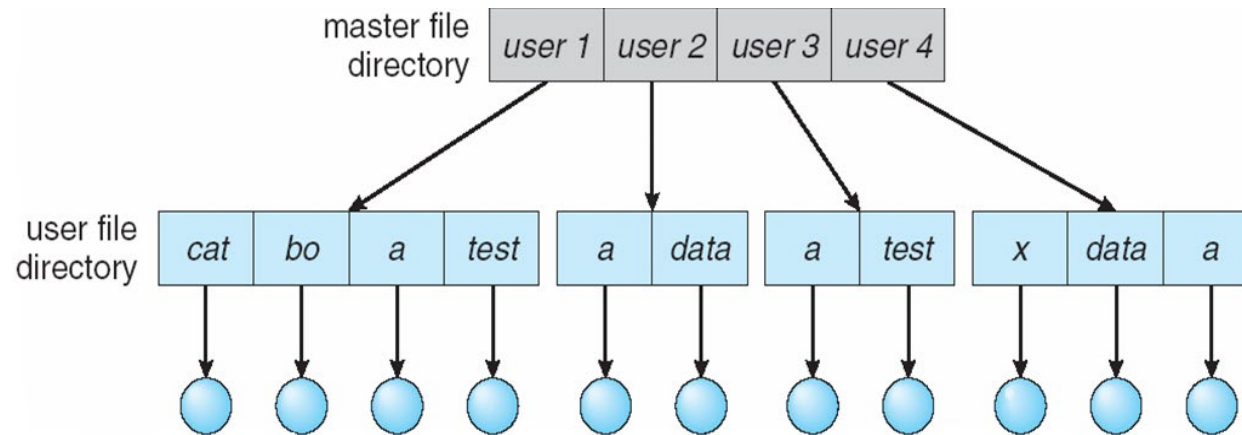 master file
directory
user 1 user 2 user 3 user 4
user file
directory
cat bo a test a data a test x data a